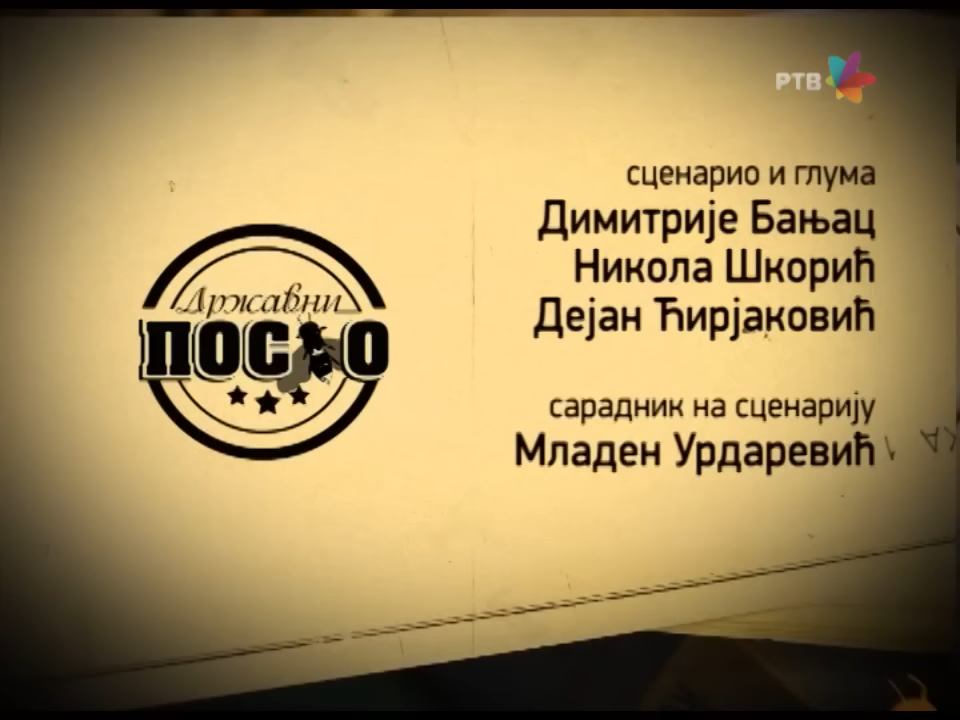 РТВ
сценарио и глума
Димитрије Бањац
Никола Шкорић
Дејан Ћирјаковић
Државни
ПОСАО
сарадник на сценарију
Младен Урдаревић